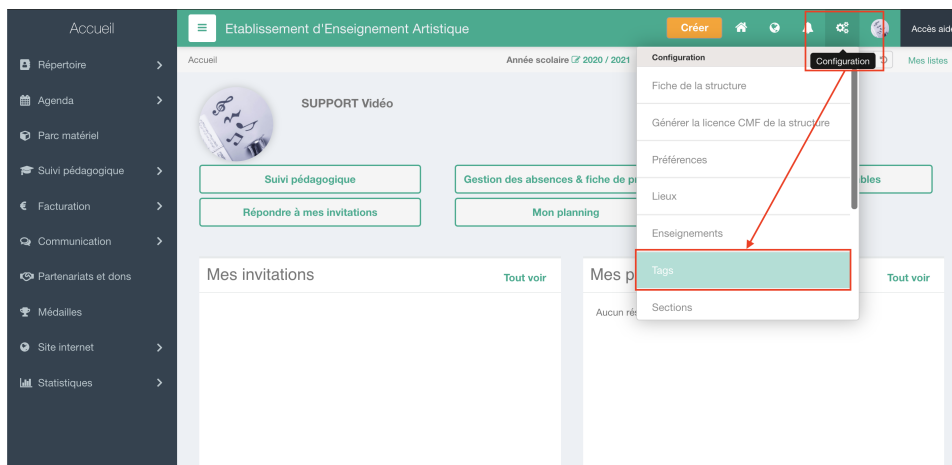 Accueil
Etablissement d'Enseignement Artistique
Créer
Accès aide
Répertoire
Agenda
Parc matériel
Suivi pédagogique
€ Facturation
Communication
Partenariats et dons
Médailles
Site internet
Statistiques
Accueil
Année scolaire 2020 / 2021
Mes listes
SUPPORT Vidéo
Suivi pédagogique
Gestion des absences & fiche de
Répondre à mes invitations
Mon planning
Mes invitations
Tout voir
Mes p
Tout voir
Aucun
Configuration
Configuration
Fiche de la structure
Générer la licence CMF de la structure
Préférences
Lieux
Enseignements
Tags
Sections